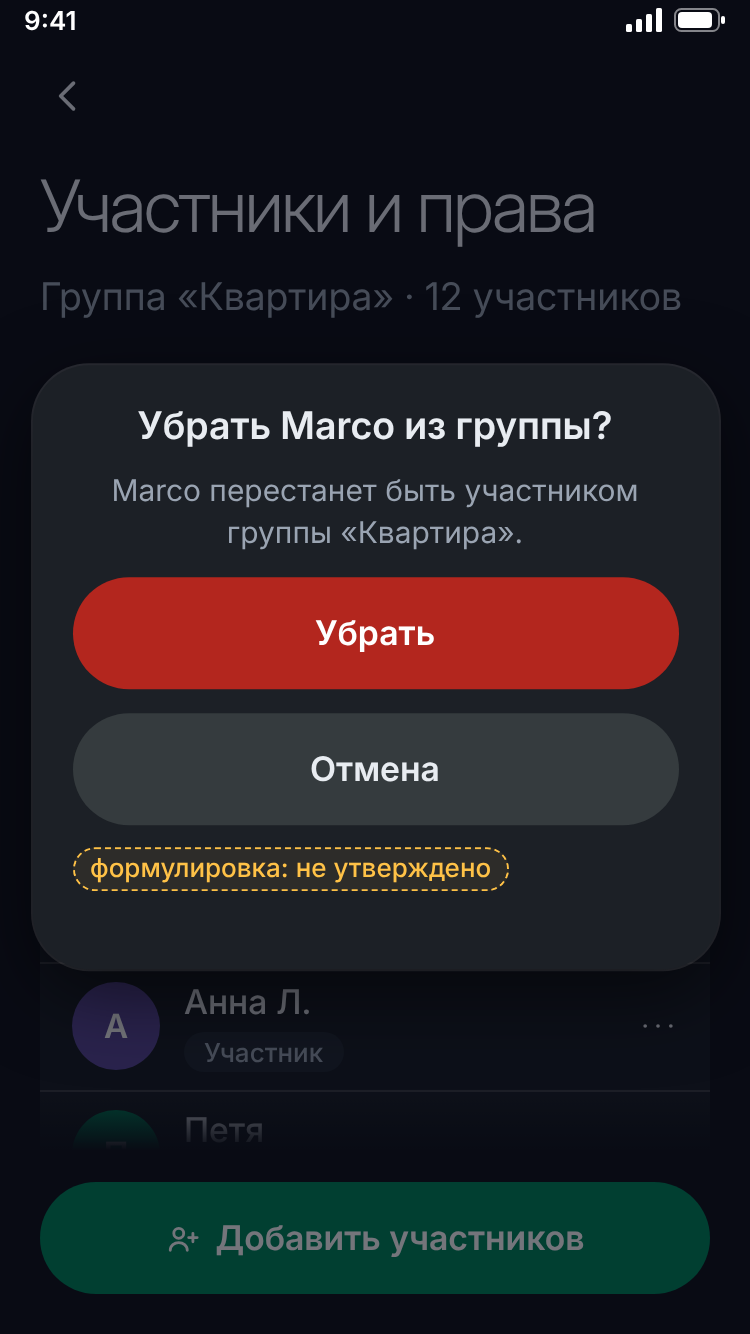 9:41
Участники и права
Группа «Квартира» · 12 участников
Убрать Marco из группы?
Marco перестанет быть участником
группы «Квартира».
Убрать
Отмена
формулировка: не утверждено
А
Анна Л.
Участник
Петя
Добавить участников